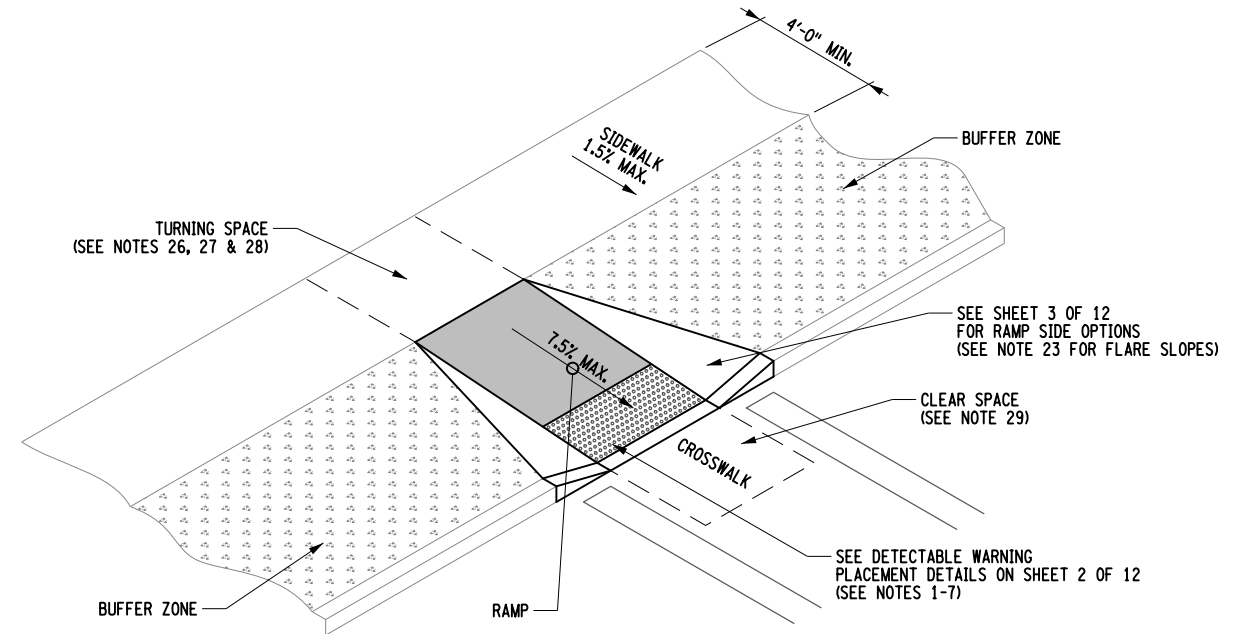 4'-0" MIN.
BUFFER ZONE
SIDEWALK
1.5% MAX.
TURNING SPACE
(SEE NOTES 26, 27 & 28)
SEE SHEET 3 OF 12
FOR RAMP SIDE OPTIONS
(SEE NOTE 23 FOR FLARE SLOPES)
7.5% MAX.
CLEAR SPACE
(SEE NOTE 29)
CROSSWALK
SEE DETECTABLE WARNING
PLACEMENT DETAILS ON SHEET 2 OF 12
(SEE NOTES 1-7)
BUFFER ZONE
RAMP